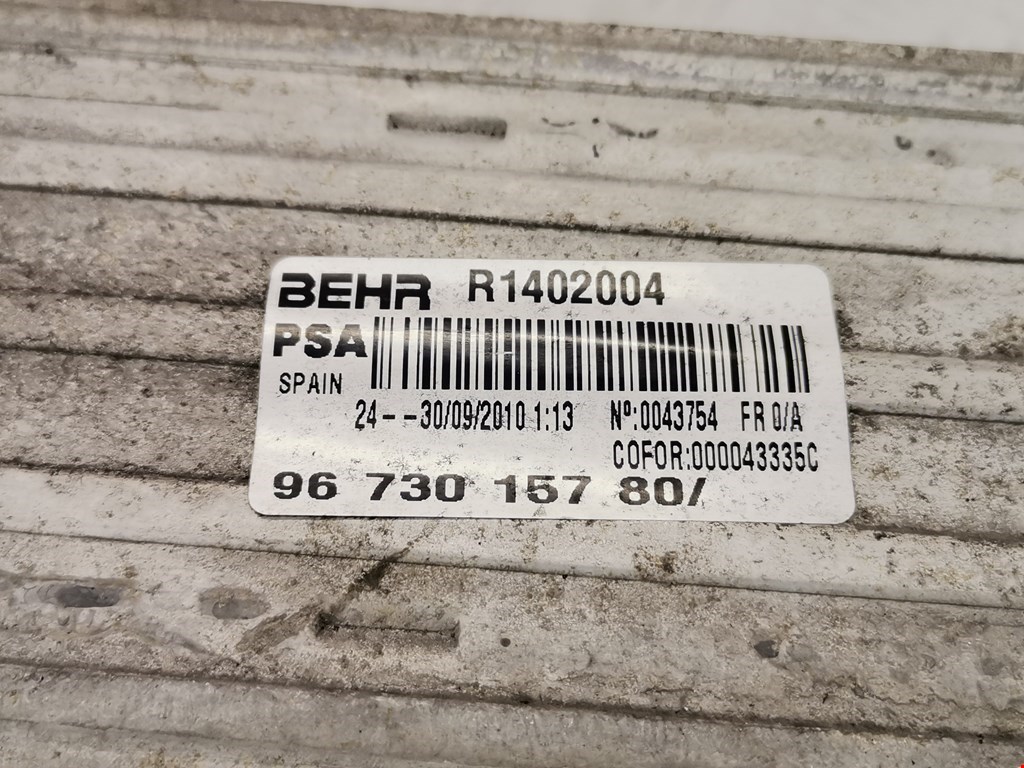 BEHR R1402004
PSA
SPAIN
24--30/09/2010 1:13 Nº:0043754 FR 0/A
COFOR:000043335C
96 730 157 80/